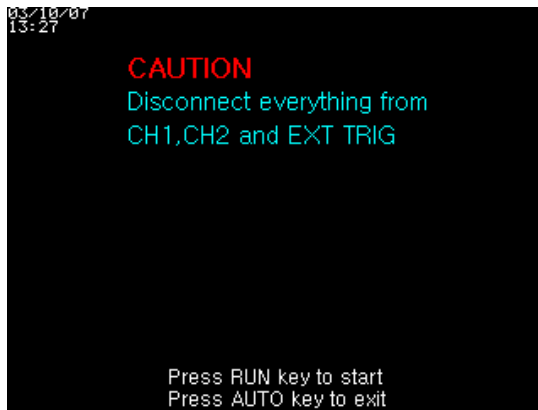 03/10/07
13:27
CAUTION
Disconnect everything from
CH1,CH2 and EXT TRIG
Press RUN key to start
Press AUTO key to exit